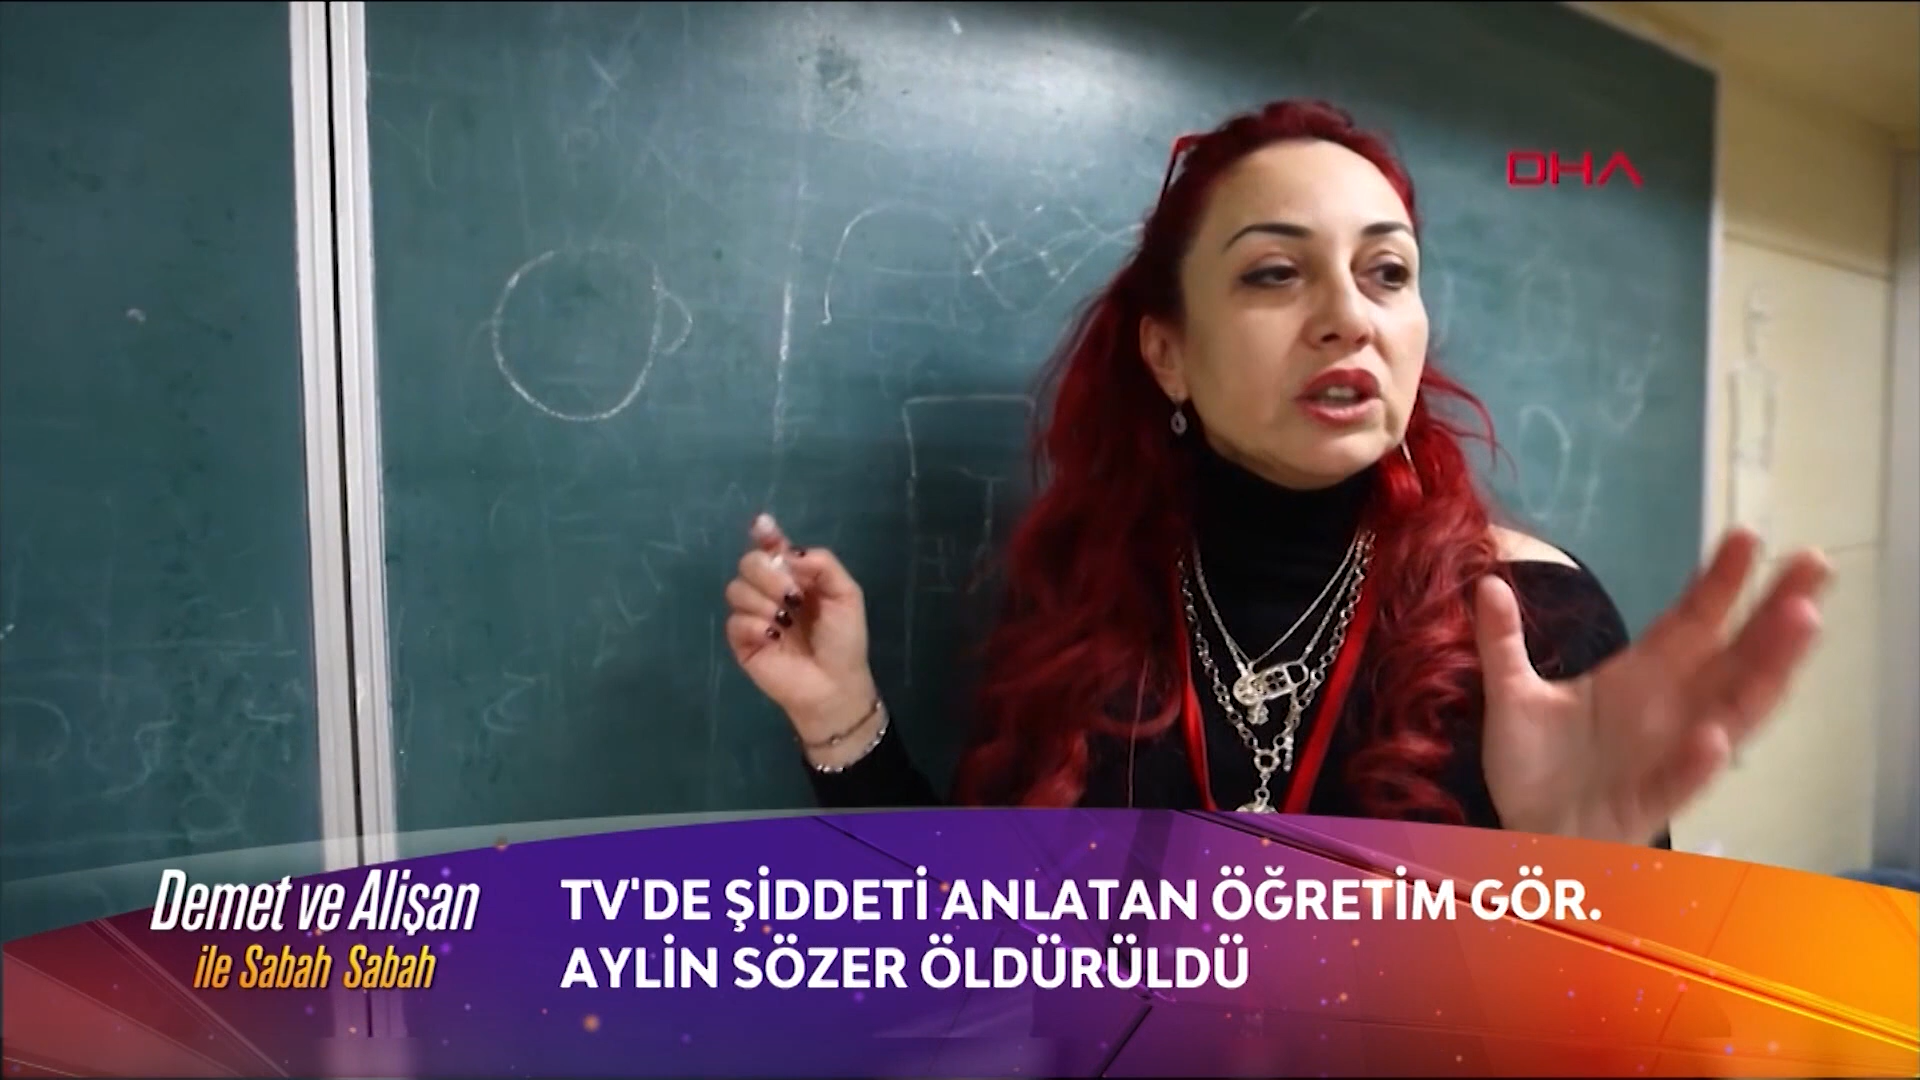 DHA
Demet ve Alişan
ile Sabah Sabah
TV'DE ŞİDDETİ ANLATAN ÖĞRETİM GÖR.
AYLİN SÖZER ÖLDÜRÜLDÜ